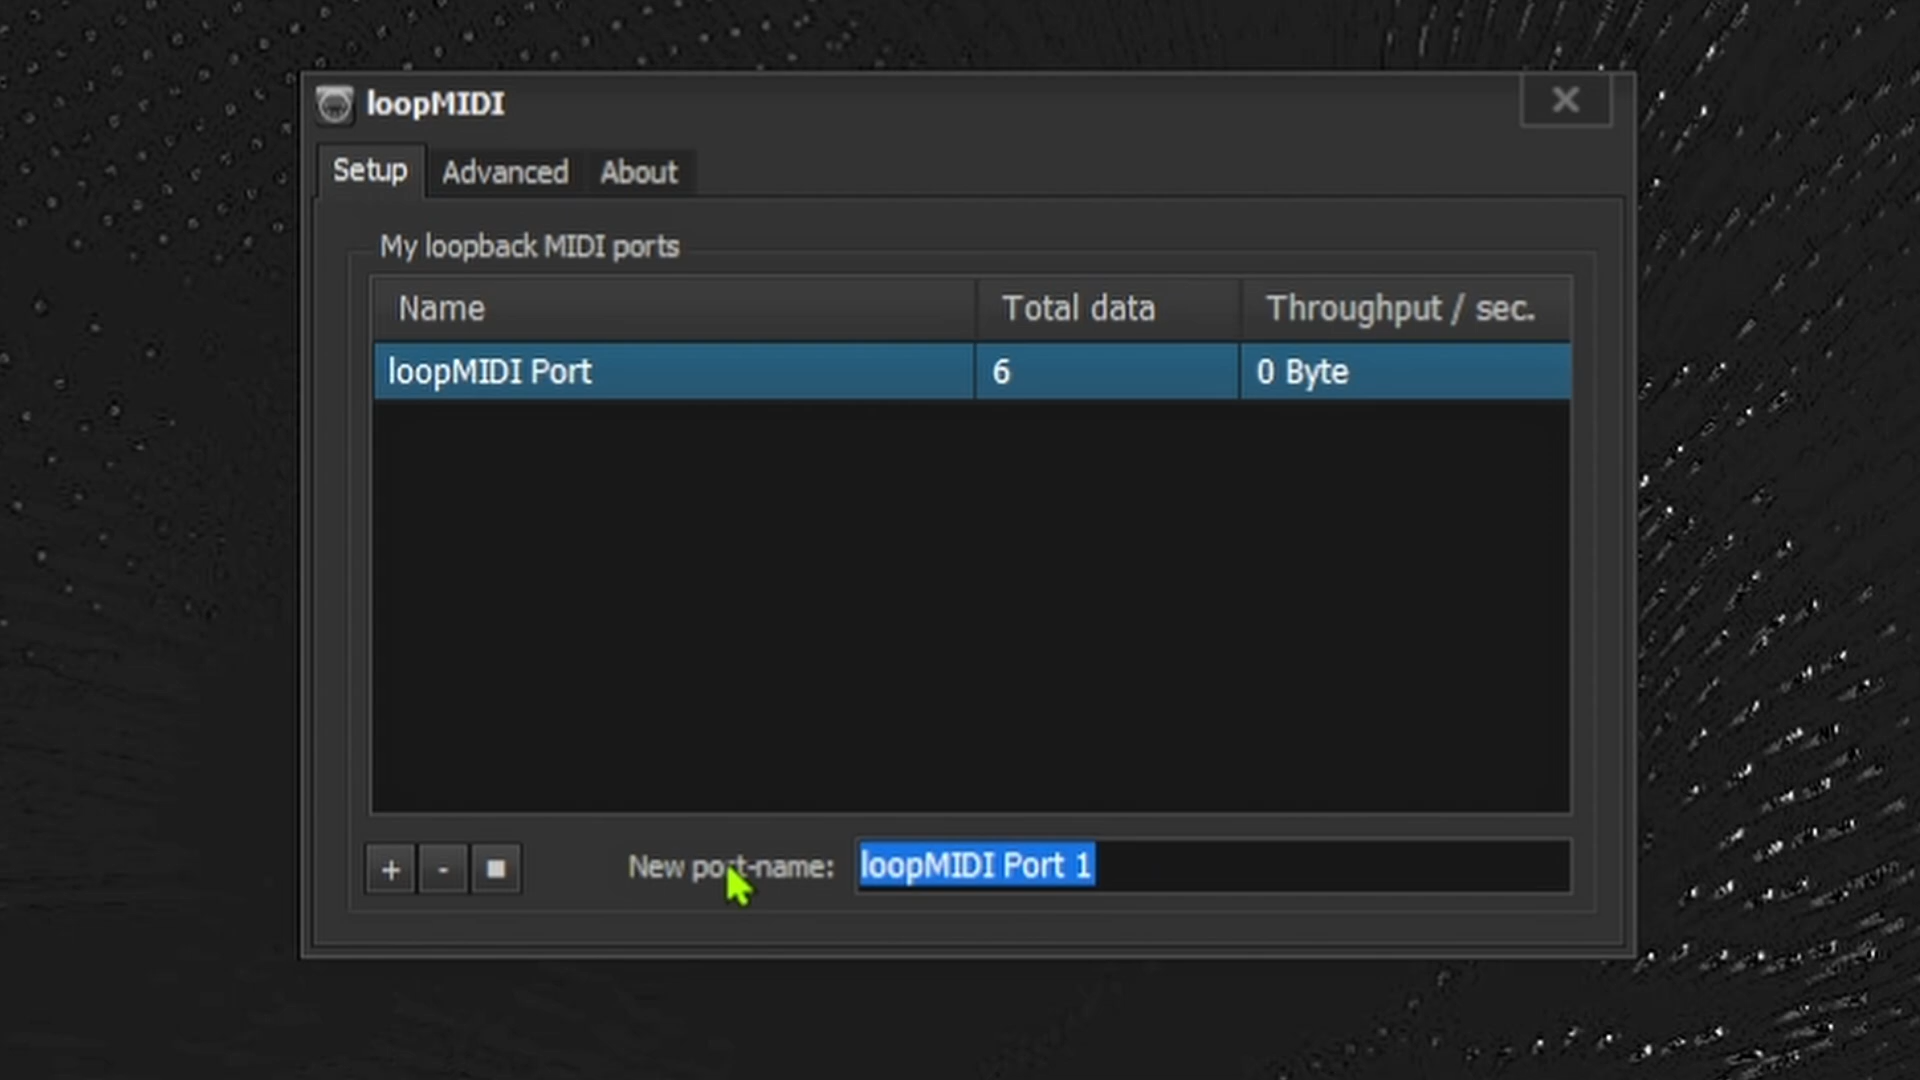 loopMIDI
Setup Advanced About
My loopback MIDI ports
Name Total data Throughput / sec.
loopMIDI Port 6 0 Byte
+ - New port-name: loopMIDI Port 1